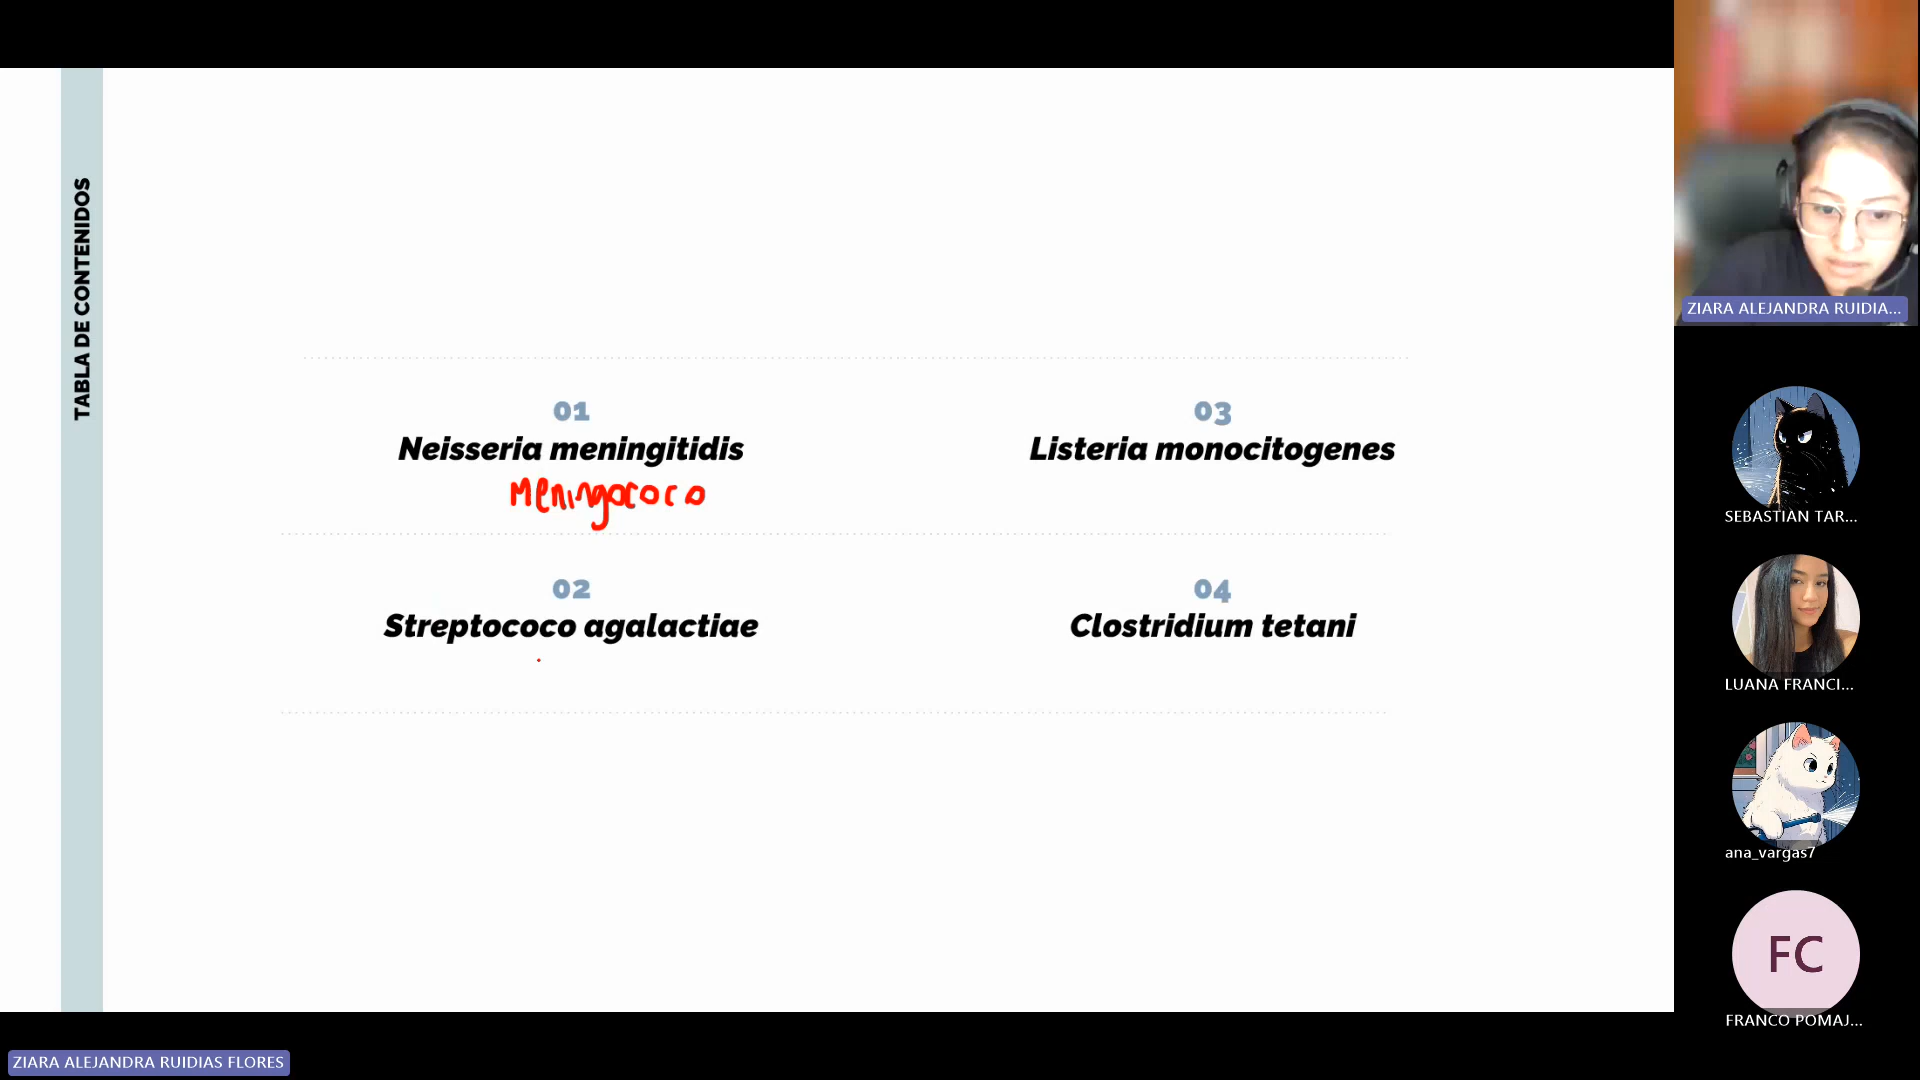 TABLA DE CONTENIDOS
01
Neisseria meningitidis
Meningococo
02
Streptococo agalactiae
03
Listeria monocitogenes
04
Clostridium tetani
ZIARA ALEJANDRA RUIDIA...
SEBASTIAN TAR...
LUANA FRANCI...
ana_vargas7
FC
FRANCO POMAJ...
ZIARA ALEJANDRA RUIDIAS FLORES